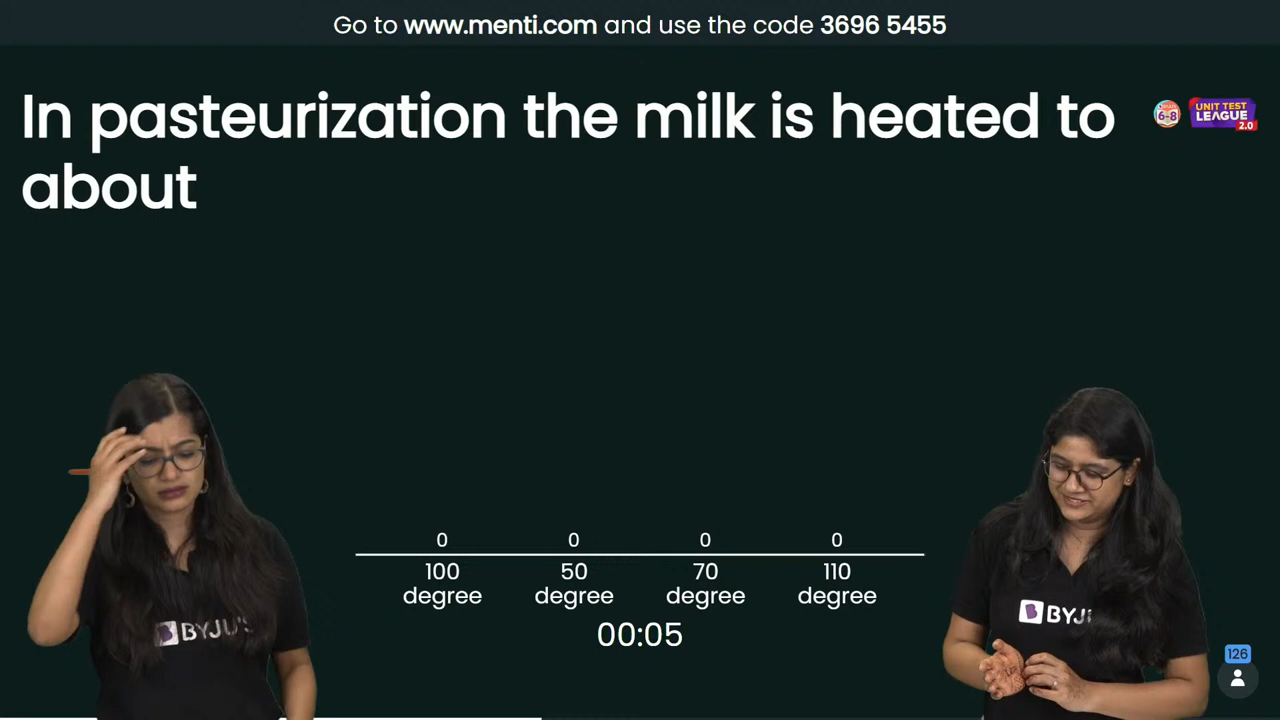 Go to www.menti.com and use the code 3696 5455
In pasteurization the milk is heated to
about
6-8
UNIT TEST
LEAGUE
2.0
0 0 0 0
100 50 70 110
degree degree degree degree
00:05
BYJU'S
BYJ
126